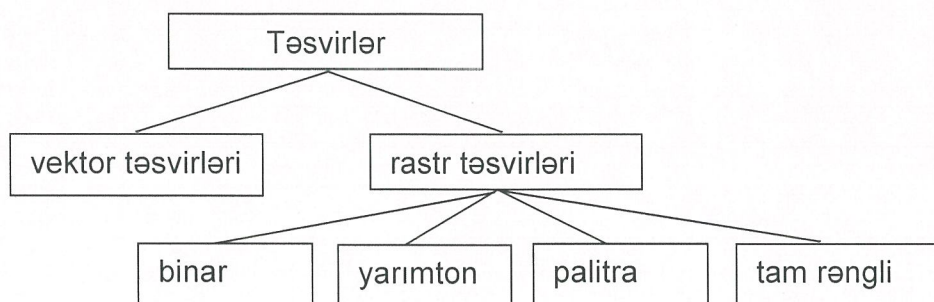 Təsvirlər
vektor təsvirləri
rastr təsvirləri
binar
yarımton
palitra
tam rəngli